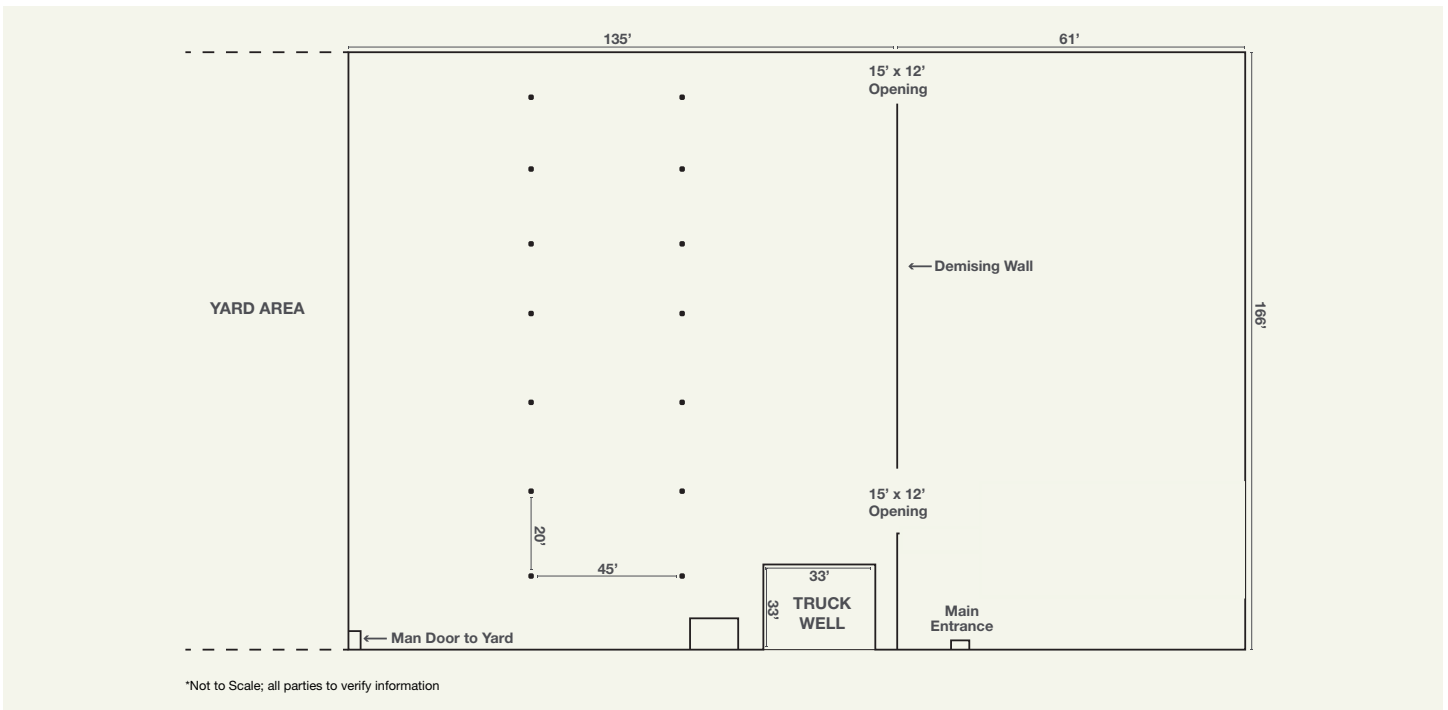 135’
61’
15’ x 12’
Opening
166’
Demising Wall
YARD AREA
15’ x 12’
Opening
20’
45’
33’
33’
TRUCK
WELL
Main
Entrance
Man Door to Yard
*Not to Scale; all parties to verify information